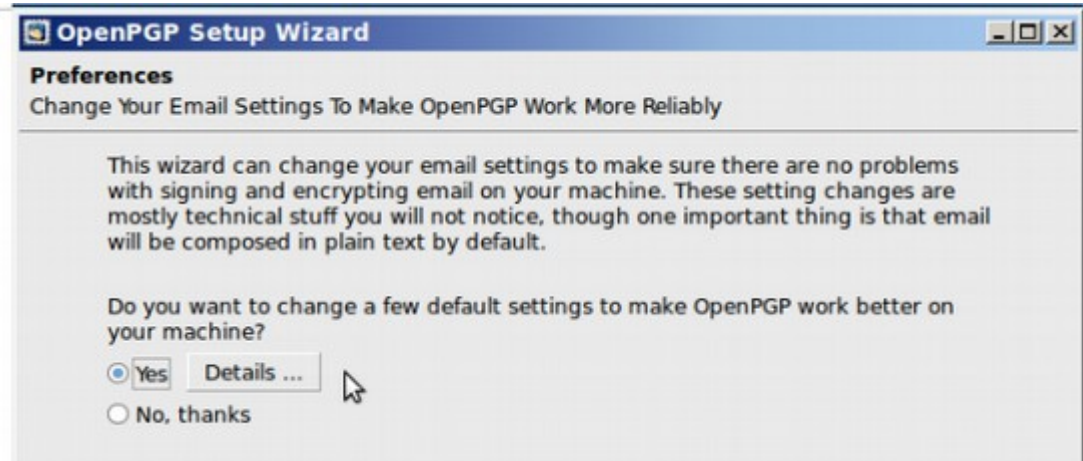 OpenPGP Setup Wizard
Preferences
Change Your Email Settings To Make OpenPGP Work More Reliably
This wizard can change your email settings to make sure there are no problems
with signing and encrypting email on your machine. These setting changes are
mostly technical stuff you will not notice, though one important thing is that email
will be composed in plain text by default.
Do you want to change a few default settings to make OpenPGP work better on
your machine?
Yes Details ...
No, thanks